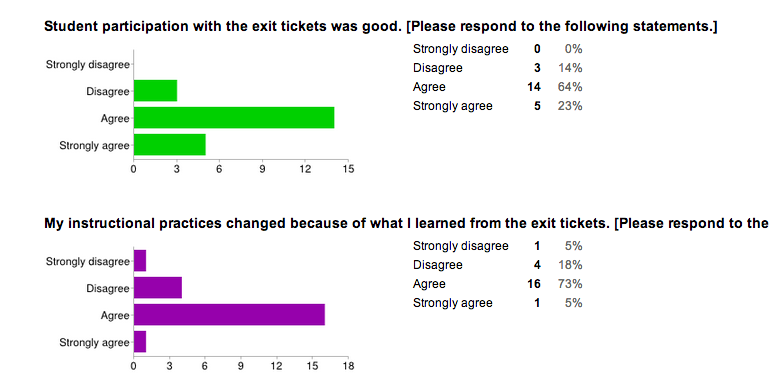 Student participation with the exit tickets was good. [Please respond to the following statements.]
Strongly disagree 0 0%
Disagree 3 14%
Agree 14 64%
Strongly agree 5 23%
Strongly disagree
Disagree
Agree
Strongly agree
0 3 6 9 12 15
My instructional practices changed because of what I learned from the exit tickets. [Please respond to the
Strongly disagree 1 5%
Disagree 4 18%
Agree 16 73%
Strongly agree 1 5%
Strongly disagree
Disagree
Agree
Strongly agree
0 3 6 9 12 15 18